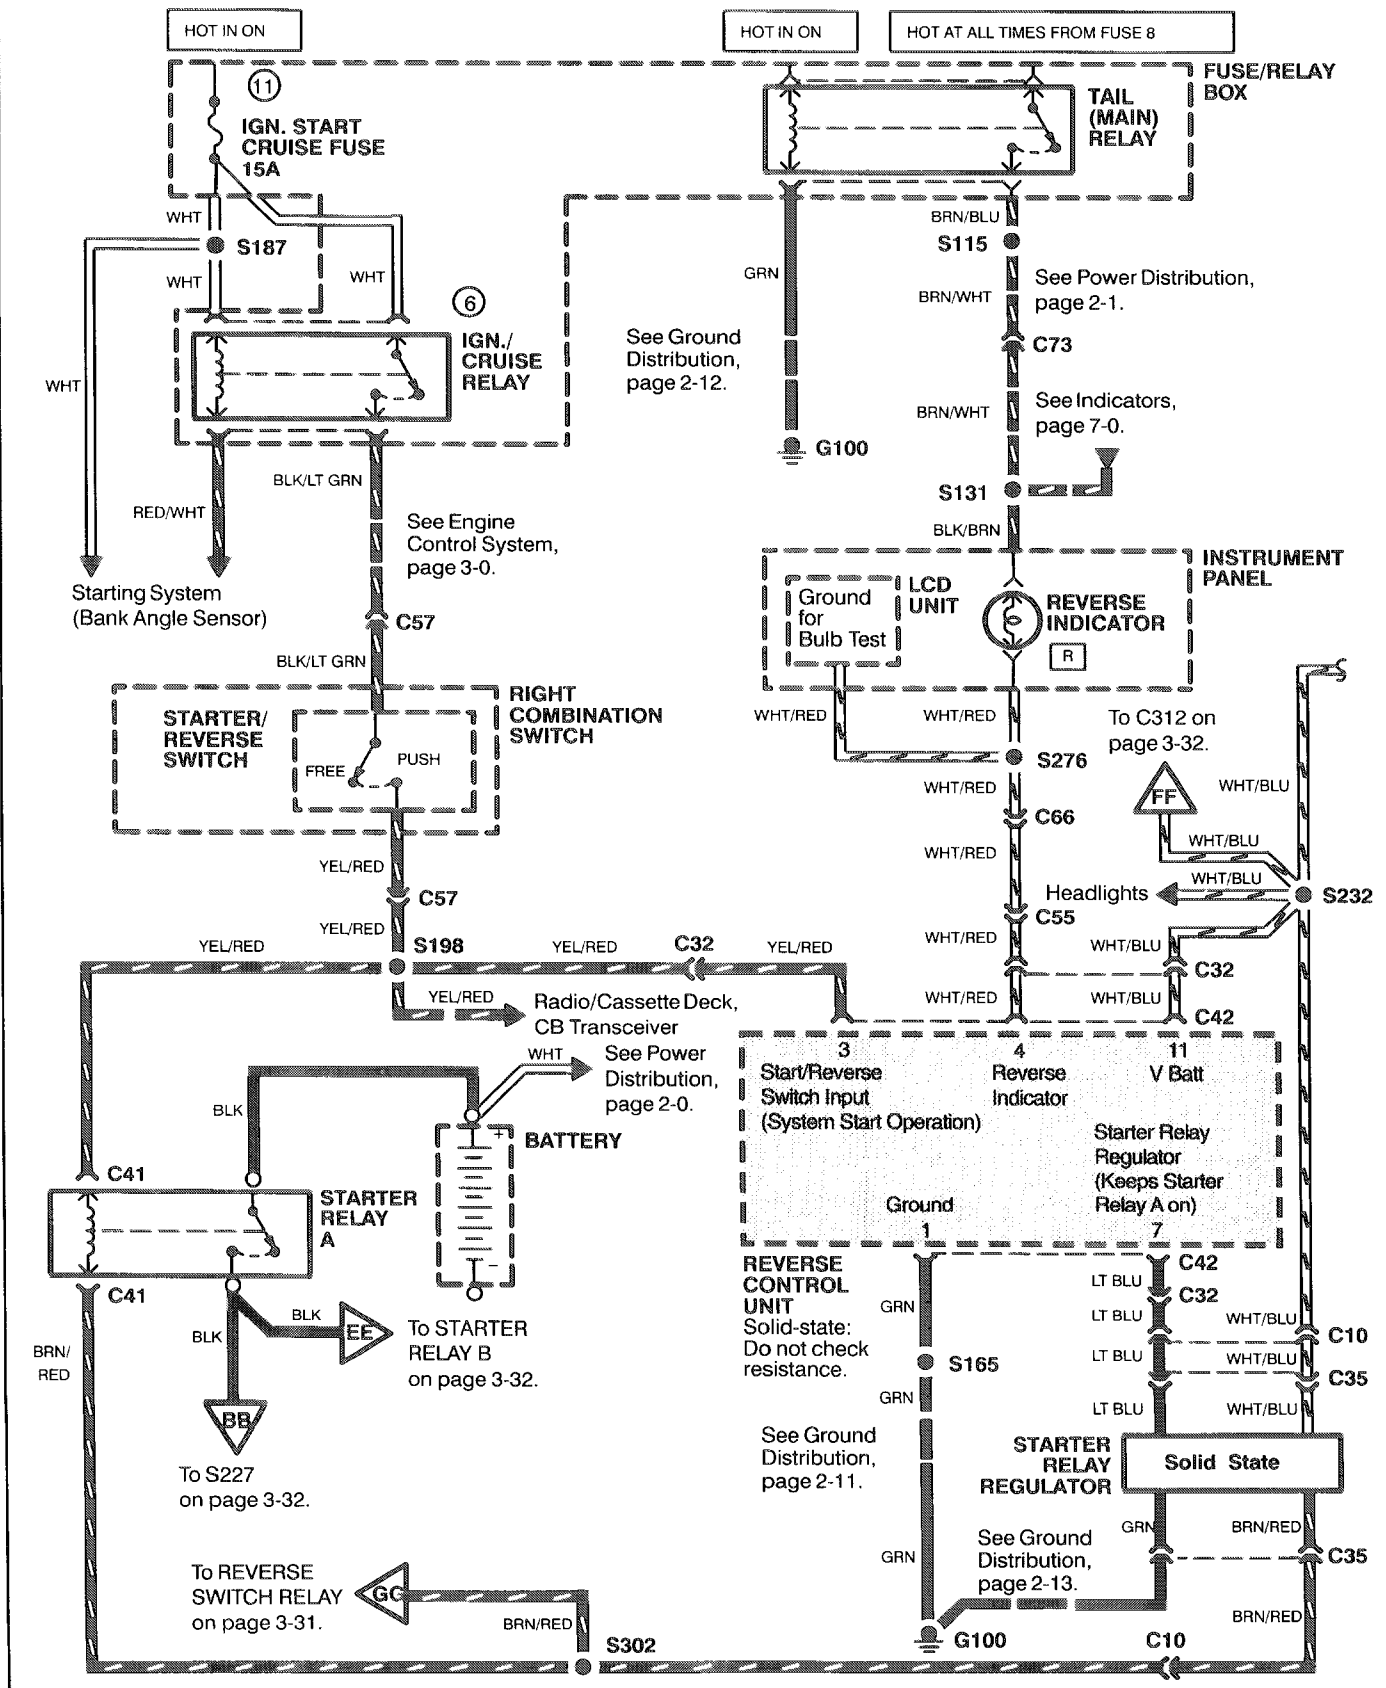 HOT IN ON
HOT IN ON
HOT AT ALL TIMES FROM FUSE 8
11
IGN. START
CRUISE FUSE
15A
FUSE/RELAY
BOX
TAIL
(MAIN)
RELAY
WHT
S187
WHT
WHT
WHT
6
IGN./
CRUISE
RELAY
BRN/BLU
S115
GRN
See Power Distribution,
page 2-1.
BRN/WHT
C73
See Ground
Distribution,
page 2-12.
BRN/WHT
See Indicators,
page 7-0.
G100
BLK/LT GRN
RED/WHT
See Engine
Control System,
page 3-0.
S131
BLK/BRN
Starting System
(Bank Angle Sensor)
C57
BLK/LT GRN
INSTRUMENT
PANEL
LCD
UNIT
Ground
for
Bulb Test
REVERSE
INDICATOR
R
RIGHT
COMBINATION
SWITCH
STARTER/
REVERSE
SWITCH
FREE
PUSH
WHT/RED
WHT/RED
To C312 on
page 3-32.
S276
WHT/RED
FF
WHT/BLU
C66
WHT/BLU
YEL/RED
WHT/RED
Headlights
WHT/BLU
S232
C57
C55
YEL/RED
S198
WHT/RED
WHT/BLU
YEL/RED
YEL/RED
C32
YEL/RED
C32
YEL/RED
Radio/Cassette Deck,
CB Transceiver
WHT/RED
WHT/BLU
C42
WHT
See Power
Distribution,
page 2-0.
BLK
BATTERY
+
−
3
Start/Reverse
Switch Input
(System Start Operation)
4
Reverse
Indicator
11
V Batt
Starter Relay
Regulator
(Keeps Starter
Relay A on)
7
Ground
1
C41
STARTER
RELAY
A
C41
REVERSE
CONTROL
UNIT
Solid-state:
Do not check
resistance.
C42
LT BLU
C32
GRN
LT BLU
WHT/BLU
C10
BLK
EE
To STARTER
RELAY B
on page 3-32.
BLK
BRN/
RED
S165
LT BLU
WHT/BLU
C35
GRN
LT BLU
WHT/BLU
BB
To S227
on page 3-32.
See Ground
Distribution,
page 2-11.
STARTER
RELAY
REGULATOR
Solid State
GRN
BRN/RED
See Ground
Distribution,
page 2-13.
GRN
C35
To REVERSE
SWITCH RELAY
on page 3-31.
GG
BRN/RED
BRN/RED
S302
G100
C10